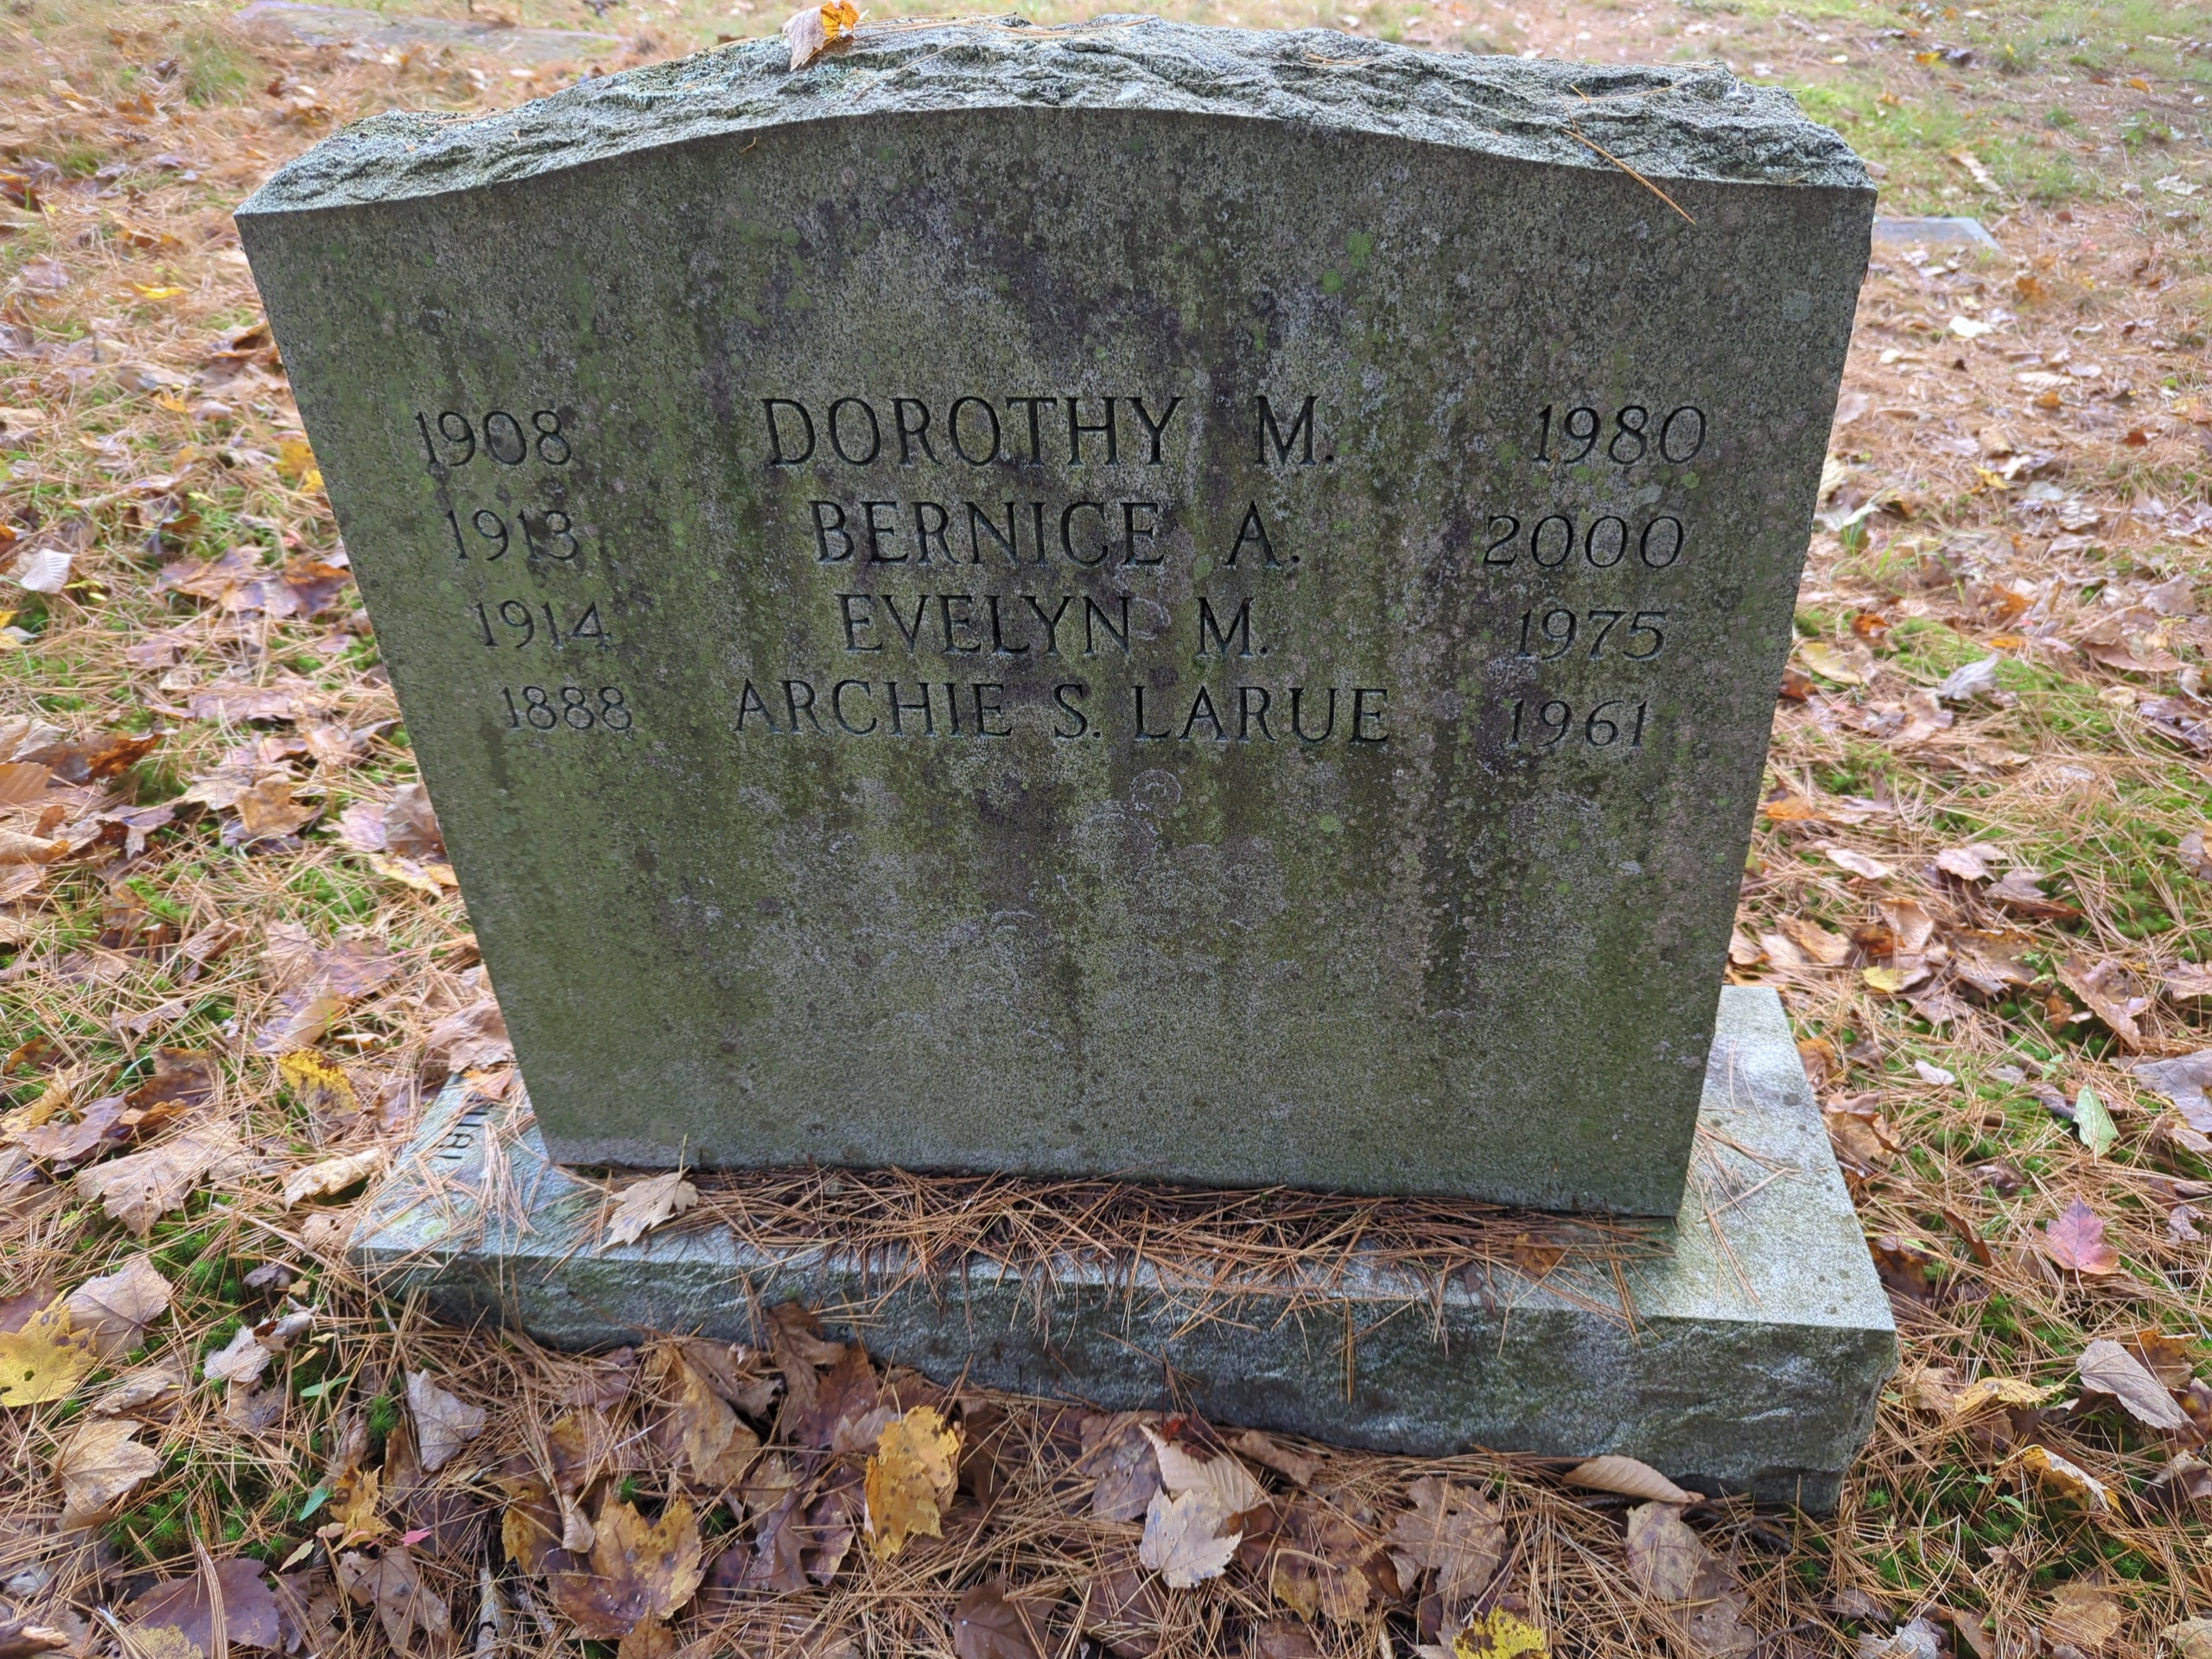 1908 DOROTHY M. 1980
1913 BERNICE A. 2000
1914 EVELYN M. 1975
1888 ARCHIE S. LARUE 1961